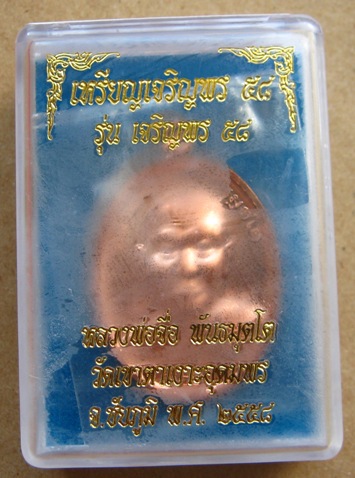 เหรียญเจริญพร ๕๘
รุ่น เจริญพร ๕๘
หลวงพ่อจื่อ พันธมุตโต
วัดเขาตาเงาะอุดมพร
จ.ชัยภูมิ พ.ศ. ๒๕๕๘